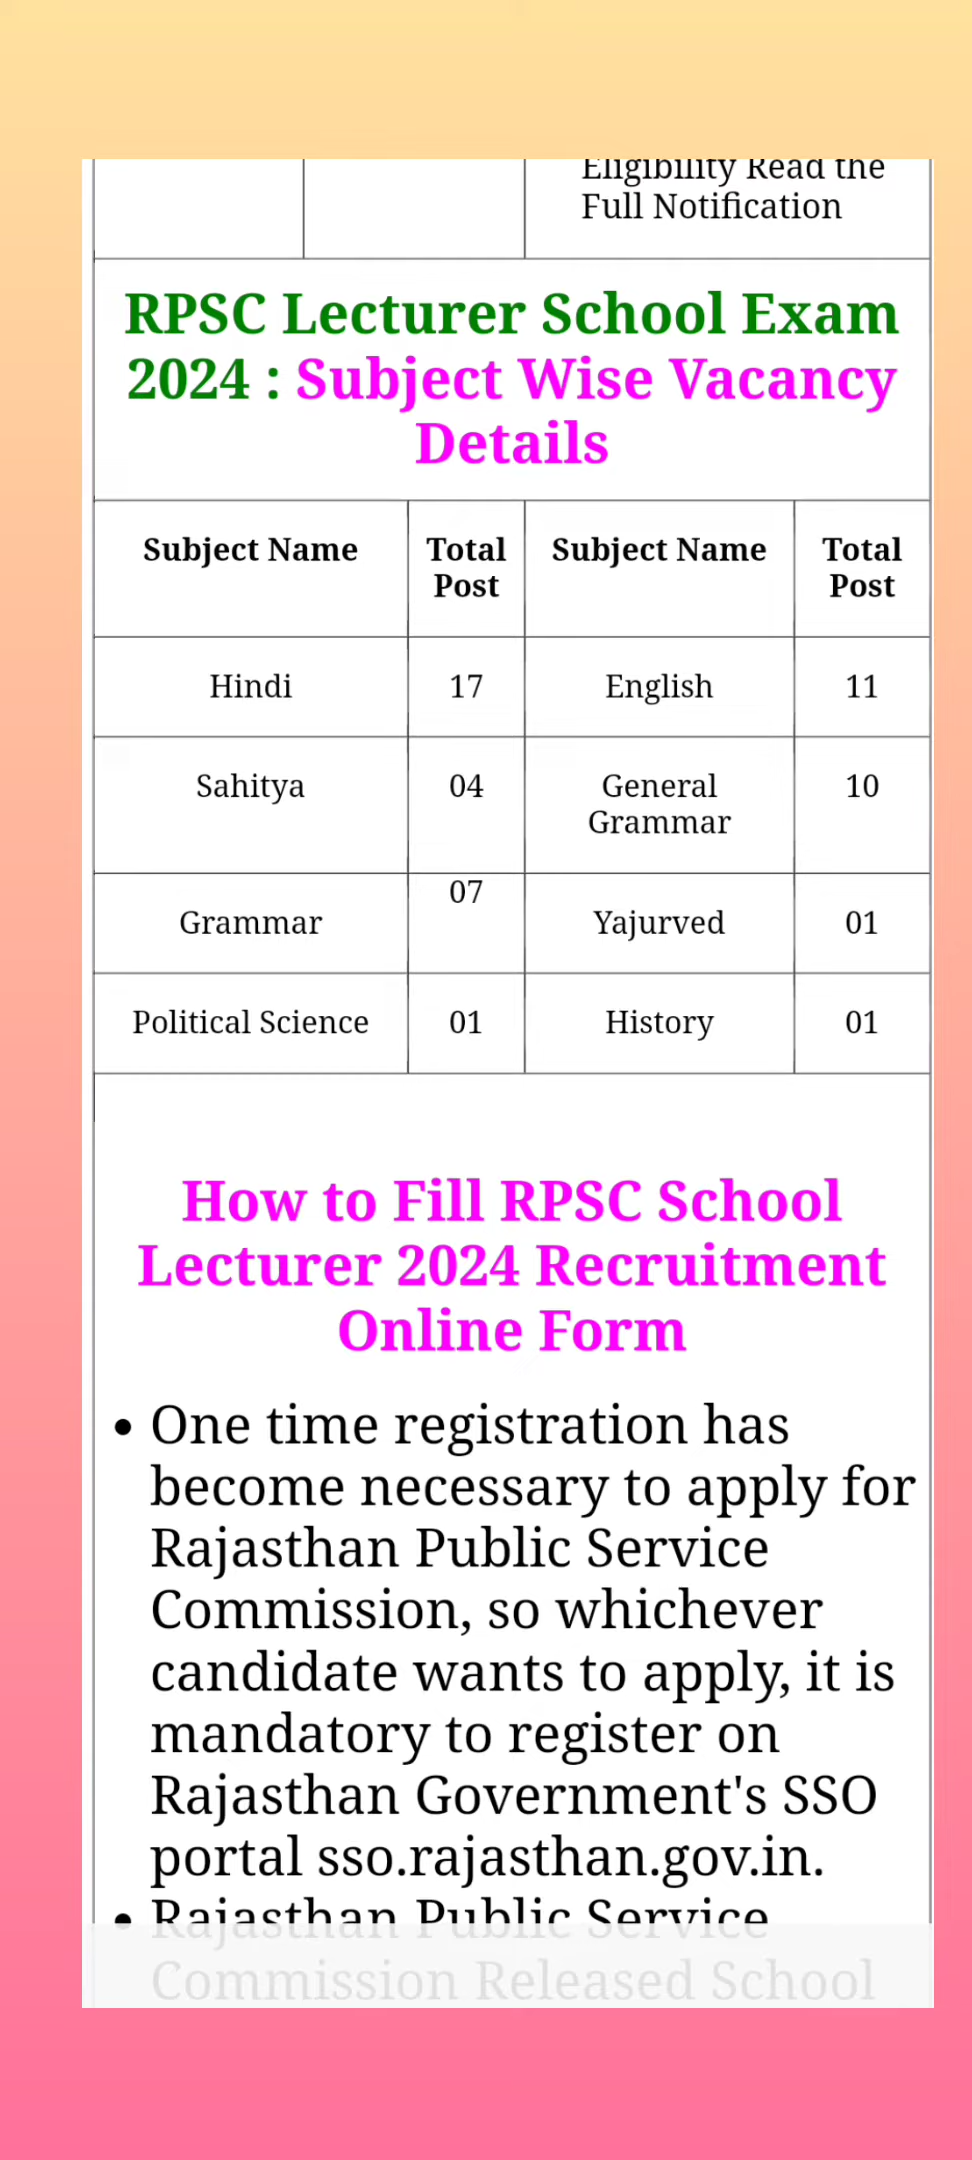 Eligibility Read the
Full Notification
RPSC Lecturer School Exam
2024 : Subject Wise Vacancy
Details
Subject Name Total Post Subject Name Total Post
Hindi 17 English 11
Sahitya 04 General Grammar 10
Grammar 07 Yajurved 01
Political Science 01 History 01
How to Fill RPSC School
Lecturer 2024 Recruitment
Online Form
• One time registration has
become necessary to apply for
Rajasthan Public Service
Commission, so whichever
candidate wants to apply, it is
mandatory to register on
Rajasthan Government's SSO
portal sso.rajasthan.gov.in.
• Rajasthan Public Service
Commission Released School